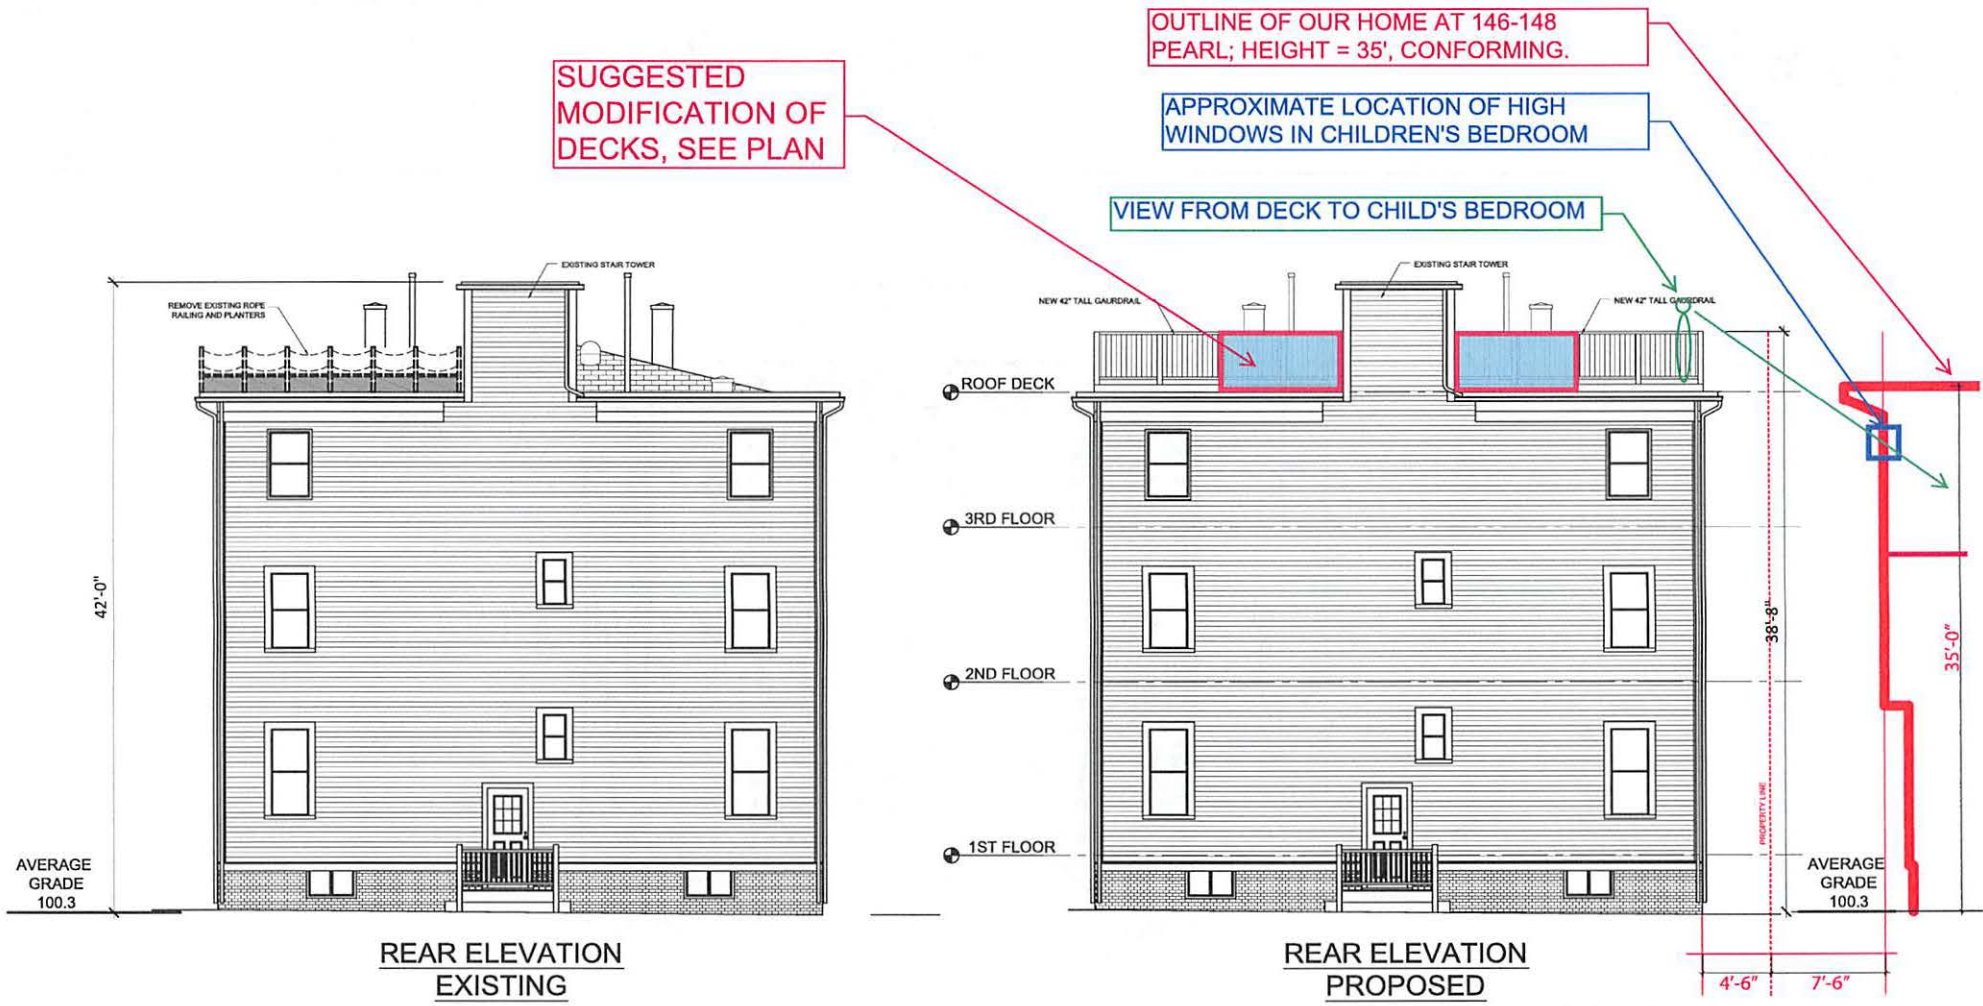 OUTLINE OF OUR HOME AT 146-148
PEARL; HEIGHT = 35', CONFORMING.
SUGGESTED
MODIFICATION OF
DECKS, SEE PLAN
APPROXIMATE LOCATION OF HIGH
WINDOWS IN CHILDREN'S BEDROOM
VIEW FROM DECK TO CHILD'S BEDROOM
EXISTING STAIR TOWER
REMOVE EXISTING ROPE
RAILING AND PLANTERS
42'-0"
AVERAGE
GRADE
100.3
REAR ELEVATION
EXISTING
EXISTING STAIR TOWER
NEW 42" TALL GAURDRAIL
NEW 42" TALL GAURDRAIL
ROOF DECK
3RD FLOOR
2ND FLOOR
1ST FLOOR
38'-8"
35'-0"
PROPERTY LINE
AVERAGE
GRADE
100.3
REAR ELEVATION
PROPOSED
4'-6"
7'-6"